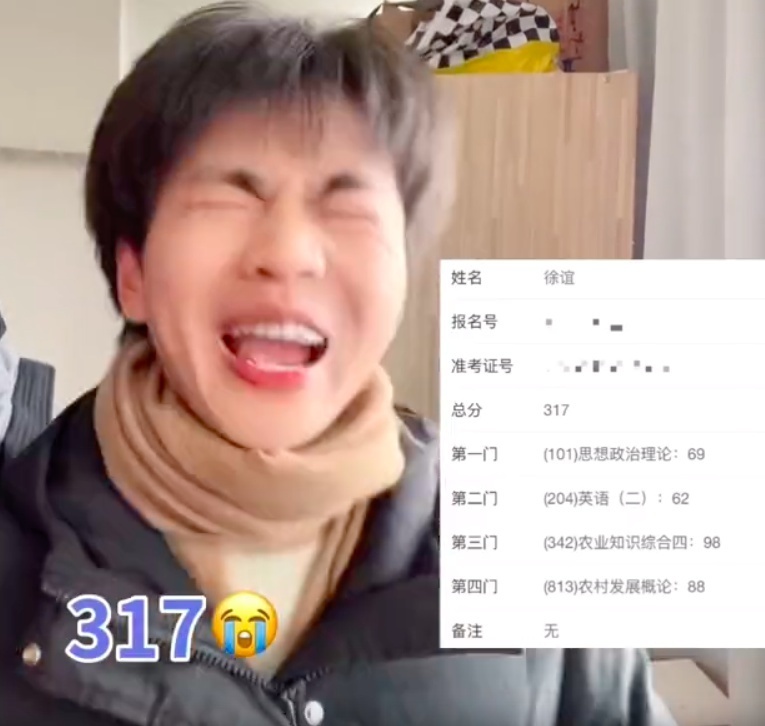 姓名 徐谊
报名号
准考证号
总分 317
第一门 (101)思想政治理论：69
第二门 (204)英语（二）：62
第三门 (342)农业知识综合四：98
第四门 (813)农村发展概论：88
备注 无
317😭